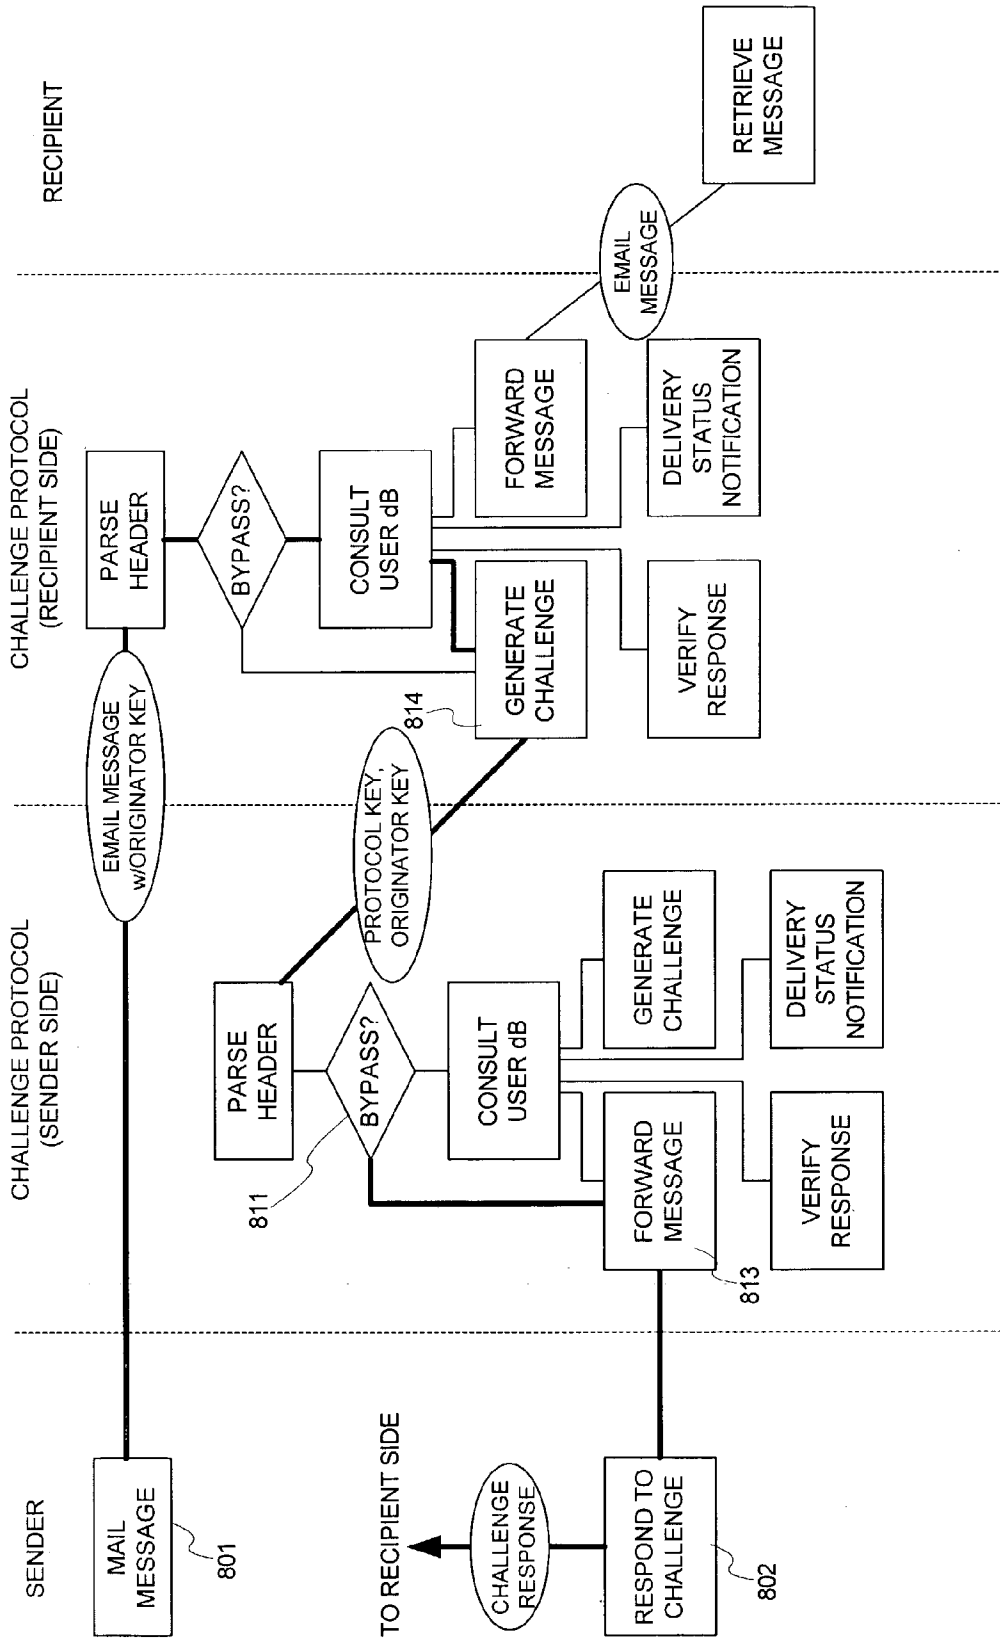 SENDER
CHALLENGE PROTOCOL
(SENDER SIDE)
CHALLENGE PROTOCOL
(RECIPIENT SIDE)
RECIPIENT
MAIL
MESSAGE
801
EMAIL MESSAGE
w/ORIGINATOR KEY
PARSE
HEADER
BYPASS?
CONSULT
USER dB
GENERATE
CHALLENGE
814
FORWARD
MESSAGE
VERIFY
RESPONSE
DELIVERY
STATUS
NOTIFICATION
EMAIL
MESSAGE
RETRIEVE
MESSAGE
PROTOCOL KEY,
ORIGINATOR KEY
PARSE
HEADER
BYPASS?
811
CONSULT
USER dB
FORWARD
MESSAGE
813
GENERATE
CHALLENGE
VERIFY
RESPONSE
DELIVERY
STATUS
NOTIFICATION
TO RECIPIENT SIDE
CHALLENGE
RESPONSE
RESPOND TO
CHALLENGE
802